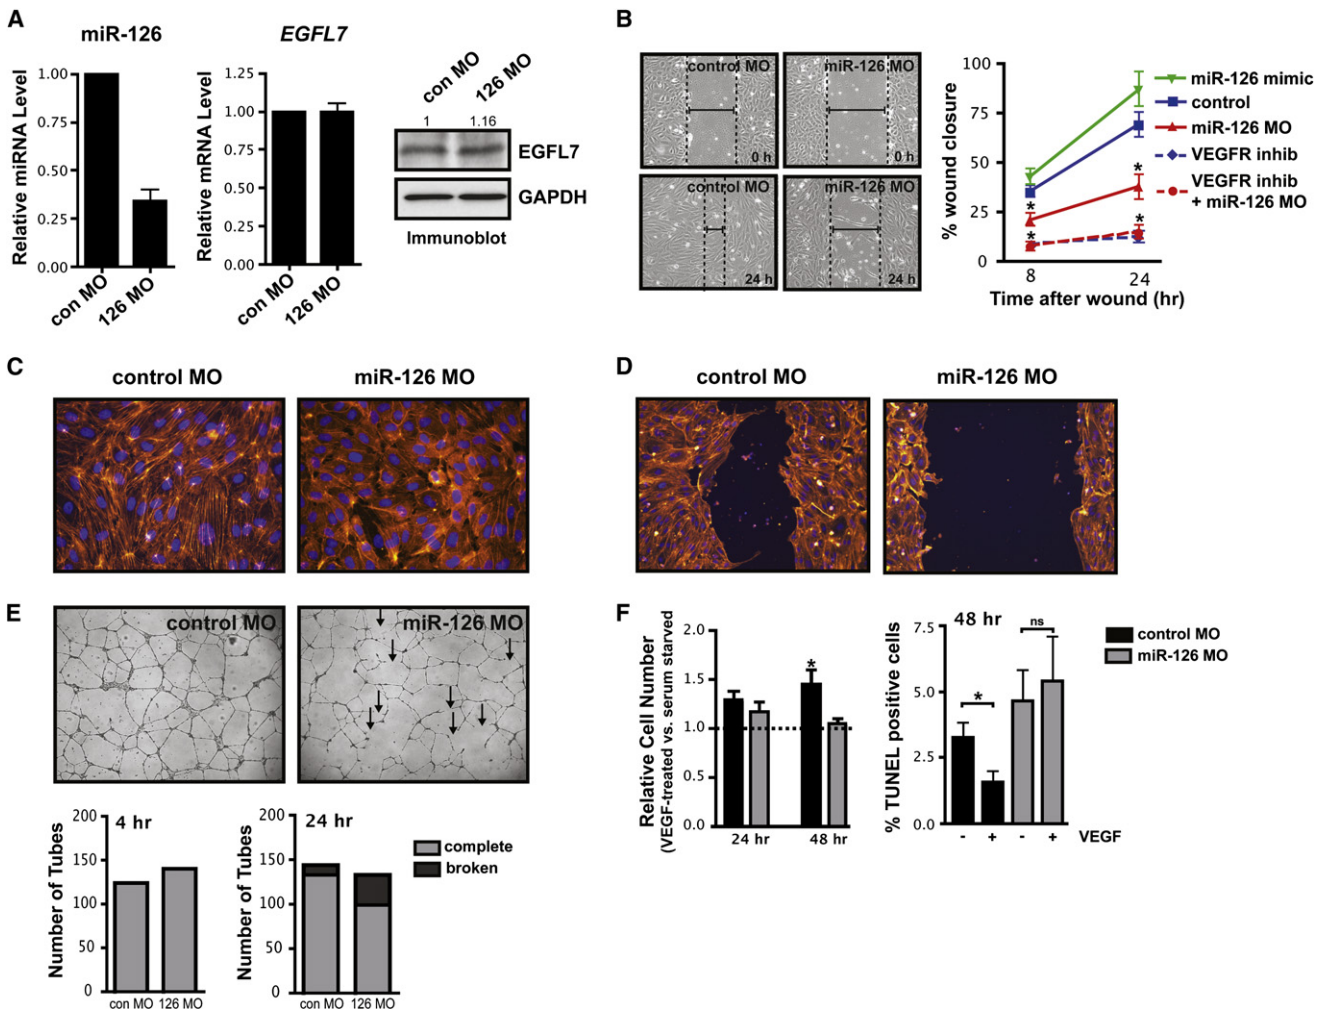 A
miR-126
Relative miRNA Level
1.00
0.75
0.50
0.25
0.00
con MO
126 MO
EGFL7
Relative mRNA Level
1.25
1.00
0.75
0.50
0.25
0.00
con MO
126 MO
con MO
126 MO
1
1.16
EGFL7
GAPDH
Immunoblot
B
control MO
0 h
miR-126 MO
0 h
control MO
24 h
miR-126 MO
24 h
% wound closure
100
75
50
25
0
*
*
*
*
8
24
Time after wound (hr)
miR-126 mimic
control
miR-126 MO
VEGFR inhib
VEGFR inhib
+ miR-126 MO
C
control MO
miR-126 MO
D
control MO
miR-126 MO
E
control MO
miR-126 MO
4 hr
Number of Tubes
200
150
100
50
0
con MO
126 MO
24 hr
Number of Tubes
200
150
100
50
0
con MO
126 MO
complete
broken
F
Relative Cell Number
(VEGF-treated vs. serum starved
2.0
1.5
1.0
0.5
0.0
*
24 hr
48 hr
48 hr
% TUNEL positive cells
7.5
5.0
2.5
0.0
*
ns
- + - + VEGF
control MO
miR-126 MO